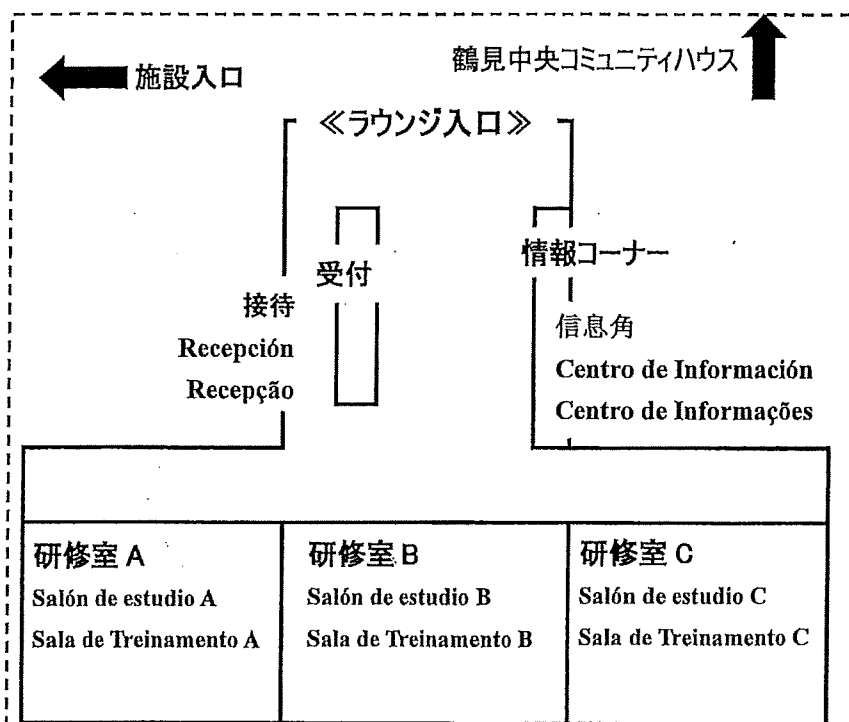 施設入口
鶴見中央コミュニティハウス
≪ラウンジ入口≫
受付
接待
Recepción
Recepção
情報コーナー
信息角
Centro de Información
Centro de Informações
研修室 A
Salón de estudio A
Sala de Treinamento A
研修室 B
Salón de estudio B
Sala de Treinamento B
研修室 C
Salón de estudio C
Sala de Treinamento C